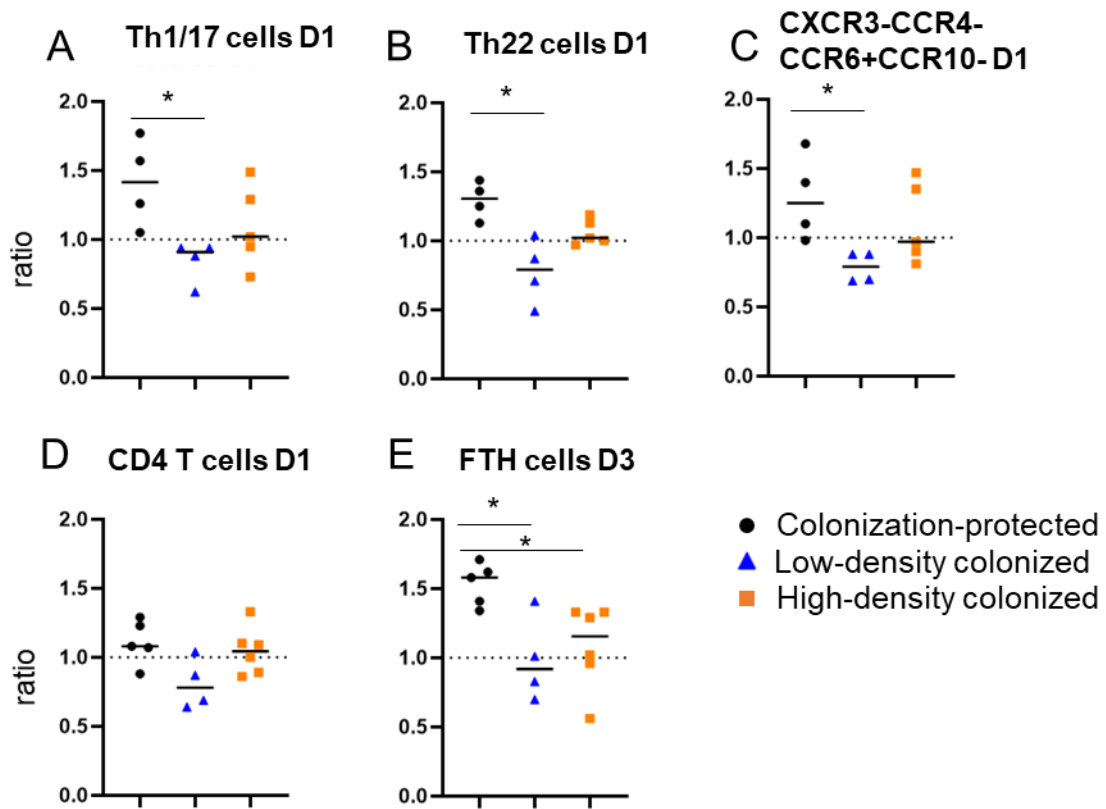 A
Th1/17 cells D1
B
Th22 cells D1
C
CXCR3-CCR4-
CCR6+CCR10- D1
*
2.0
1.5
1.0
0.5
0.0
ratio
*
2.0
1.5
1.0
0.5
0.0
*
2.0
1.5
1.0
0.5
0.0
D
CD4 T cells D1
E
FTH cells D3
2.0
1.5
1.0
0.5
0.0
ratio
*
*
2.0
1.5
1.0
0.5
0.0
Colonization-protected
Low-density colonized
High-density colonized